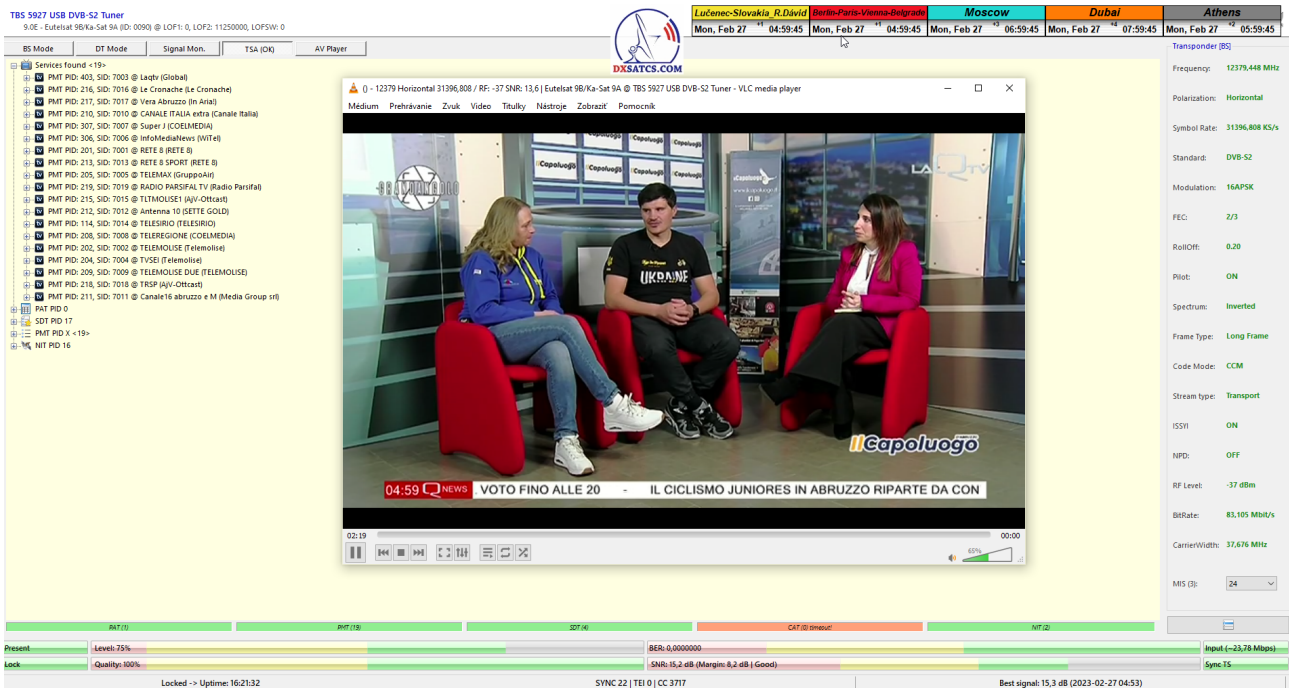 TBS 5927 USB DVB-S2 Tuner
9.0E - Eutelsat 9B/Ka-Sat 9A (ID: 0090) @ LOF1: 0, LOF2: 11250000, LOFSW: 0
BS Mode
DT Mode
Signal Mon.
TSA (OK)
AV Player
DXSATCS.COM
Lučenec-Slovakia_R.Dávid
Berlin-Paris-Vienna-Belgrade
Moscow
Dubai
Athens
Mon, Feb 27 +1 04:59:45
Mon, Feb 27 +1 04:59:45
Mon, Feb 27 +3 06:59:45
Mon, Feb 27 +4 07:59:45
Mon, Feb 27 +2 05:59:45
Services found <19>
PMT PID: 403, SID: 7003 @ Laqtv (Global)
PMT PID: 216, SID: 7016 @ Le Cronache (Le Cronache)
PMT PID: 217, SID: 7017 @ Vera Abruzzo (In Aria!)
PMT PID: 210, SID: 7010 @ CANALE ITALIA extra (Canale Italia)
PMT PID: 307, SID: 7007 @ Super J (COELMEDIA)
PMT PID: 306, SID: 7006 @ InfoMediaNews (WiTel)
PMT PID: 201, SID: 7001 @ RETE 8 (RETE 8)
PMT PID: 213, SID: 7013 @ RETE 8 SPORT (RETE 8)
PMT PID: 205, SID: 7005 @ TELEMAX (GruppoAir)
PMT PID: 219, SID: 7019 @ RADIO PARSIFAL TV (Radio Parsifal)
PMT PID: 215, SID: 7015 @ TLTMOLISE1 (AjV-Ottcast)
PMT PID: 212, SID: 7012 @ Antenna 10 (SETTE GOLD)
PMT PID: 114, SID: 7014 @ TELESIRIO (TELESIRIO)
PMT PID: 208, SID: 7008 @ TELEREGIONE (COELMEDIA)
PMT PID: 202, SID: 7002 @ TELEMOLISE (Telemolise)
PMT PID: 204, SID: 7004 @ TVSEI (Telemolise)
PMT PID: 209, SID: 7009 @ TELEMOLISE DUE (TELEMOLISE)
PMT PID: 218, SID: 7018 @ TRSP (AjV-Ottcast)
PMT PID: 211, SID: 7011 @ Canale16 abruzzo e M (Media Group srl)
PAT PID 0
SDT PID 17
PMT PID X <19>
NIT PID 16
() - 12379 Horizontal 31396,808 / RF: -37 SNR: 13,6 | Eutelsat 9B/Ka-Sat 9A @ TBS 5927 USB DVB-S2 Tuner - VLC media player
Médium Prehrávanie Zvuk Video Titulky Nástroje Zobraziť Pomocník
GRANDANGOLO
LAQTV
ilCapoluogo
ilCapoluogo
UKRAINE
ilCapoluogo
04:59 Q NEWS . VOTO FINO ALLE 20 - IL CICLISMO JUNIORES IN ABRUZZO RIPARTE DA CON
02:19
00:00
65%
Transponder [BS]
Frequency: 12379,448 MHz
Polarization: Horizontal
Symbol Rate: 31396,808 KS/s
Standard: DVB-S2
Modulation: 16APSK
FEC: 2/3
RollOff: 0.20
Pilot: ON
Spectrum: Inverted
Frame Type: Long Frame
Code Mode: CCM
Stream type: Transport
ISSYI ON
NPD: OFF
RF Level: -37 dBm
BitRate: 83,105 Mbit/s
CarrierWidth: 37,676 MHz
MIS (3): 24
PAT (1)
PMT (19)
SDT (4)
CAT (0) timeout!
NIT (2)
Present
Level: 75%
BER: 0,0000000
Input (~23,78 Mbps)
Lock
Quality: 100%
SNR: 15,2 dB (Margin: 8,2 dB | Good)
Sync TS
Locked -> Uptime: 16:21:32
SYNC 22 | TEI 0 | CC 3717
Best signal: 15,3 dB (2023-02-27 04:53)